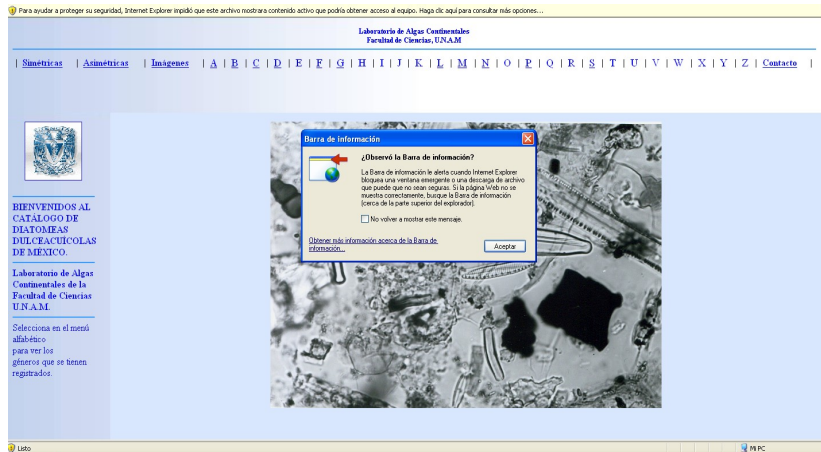 Para ayudar a proteger su seguridad, Internet Explorer impidió que este archivo mostrara contenido activo que podría obtener acceso al equipo. Haga clic aquí para consultar más opciones...
Laboratorio de Algas Continentales
Facultad de Ciencias, U.N.A.M
| Simétricas | Asimétricas | Imágenes | A | B | C | D | E | F | G | H | I | J | K | L | M | N | O | P | Q | R | S | T | U | V | W | X | Y | Z | Contacto |
BIENVENIDOS AL
CATÁLOGO DE
DIATOMEAS
DULCEACUÍCOLAS
DE MÉXICO.
Laboratorio de Algas
Continentales de la
Facultad de Ciencias
U.N.A.M.
Selecciona en el menú
alfabético
para ver los
géneros que se tienen
registrados.
Barra de información
¿Observó la Barra de información?
La Barra de información le alerta cuando Internet Explorer
bloquea una ventana emergente o una descarga de archivo
que puede que no sean seguras. Si la página Web no se
muestra correctamente, busque la Barra de información
(cerca de la parte superior del explorador).
No volver a mostrar este mensaje.
Obtener más información acerca de la Barra de
información...
Aceptar
Listo
Mi PC